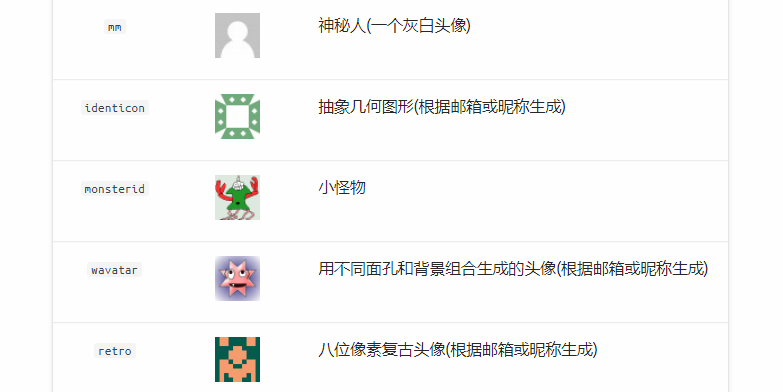 mm 神秘人(一个灰白头像)
identicon 抽象几何图形(根据邮箱或昵称生成)
monsterid 小怪物
wavatar 用不同面孔和背景组合生成的头像(根据邮箱或昵称生成)
retro 八位像素复古头像(根据邮箱或昵称生成)